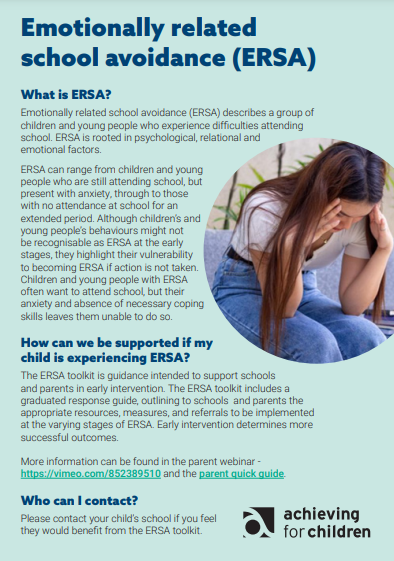 Emotionally related
school avoidance (ERSA)
What is ERSA?
Emotionally related school avoidance (ERSA) describes a group of
children and young people who experience difficulties attending
school. ERSA is rooted in psychological, relational and
emotional factors.
ERSA can range from children and young
people who are still attending school, but
present with anxiety, through to those
with no attendance at school for an
extended period. Although children's and
young people's behaviours might not
be recognisable as ERSA at the early
stages, they highlight their vulnerability
to becoming ERSA if action is not taken.
Children and young people with ERSA
often want to attend school, but their
anxiety and absence of necessary coping
skills leaves them unable to do so.
How can we be supported if my
child is experiencing ERSA?
The ERSA toolkit is guidance intended to support schools
and parents in early intervention. The ERSA toolkit includes a
graduated response guide, outlining to schools and parents the
appropriate resources, measures, and referrals to be implemented
at the varying stages of ERSA. Early intervention determines more
successful outcomes.
More information can be found in the parent webinar -
https://vimeo.com/852389510 and the parent quick guide.
Who can I contact?
Please contact your child's school if you feel
they would benefit from the ERSA toolkit.
achieving
for children